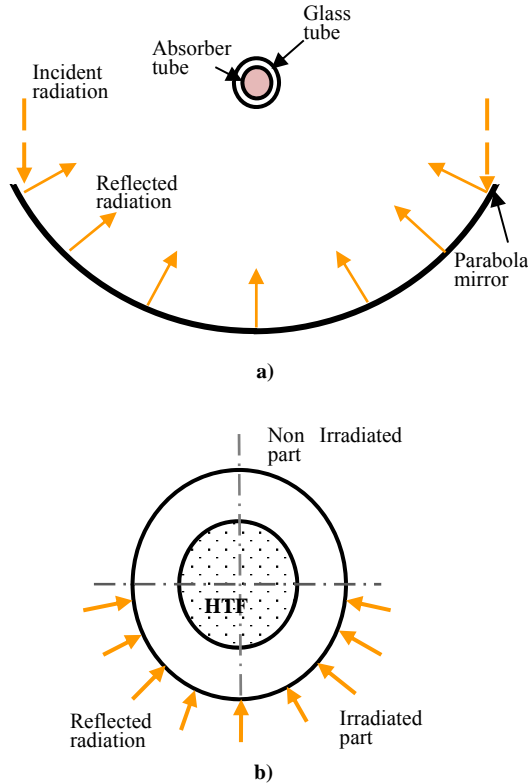 Glass
tube
Absorber
tube
Incident
radiation
Reflected
radiation
Parabola
mirror
a)
Non Irradiated
part
HTF
Reflected
radiation
Irradiated
part
b)